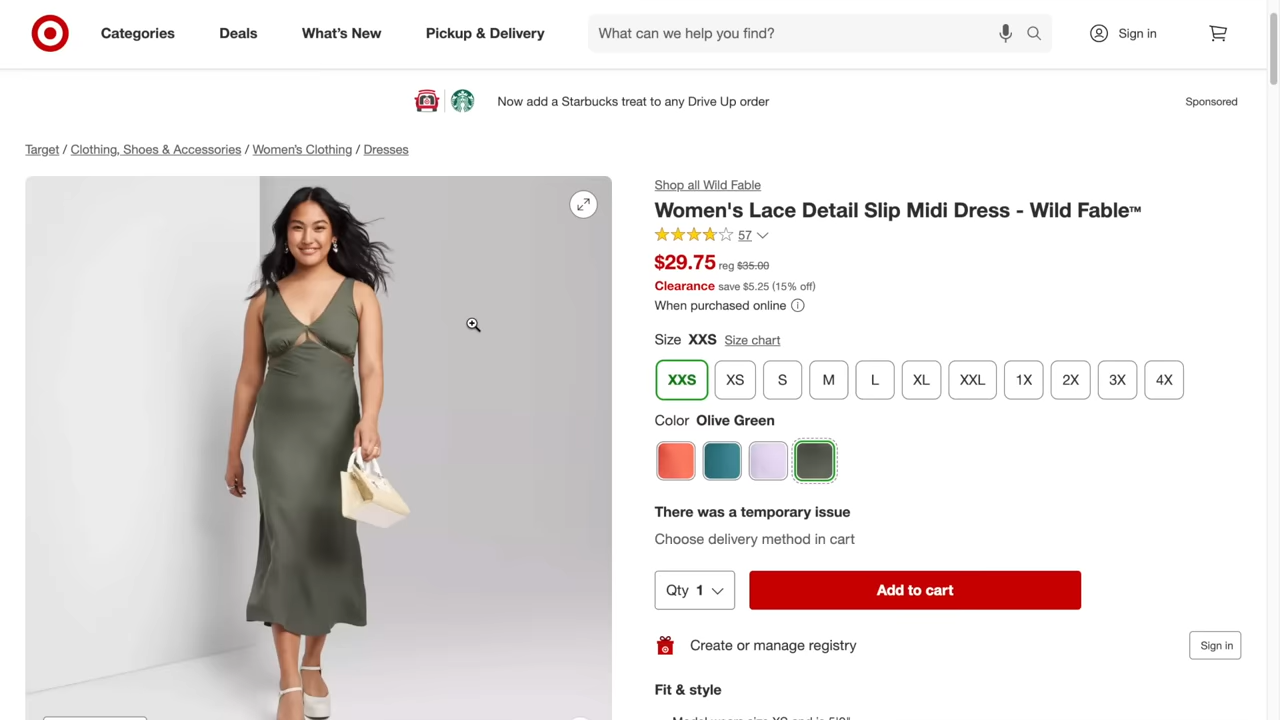 Categories
Deals
What's New
Pickup & Delivery
What can we help you find?
Sign in
Now add a Starbucks treat to any Drive Up order
Sponsored
Target / Clothing, Shoes & Accessories / Women's Clothing / Dresses
Shop all Wild Fable
Women's Lace Detail Slip Midi Dress - Wild Fable™
57
$29.75 reg $35.00
Clearance save $5.25 (15% off)
When purchased online
Size XXS Size chart
XXS XS S M L XL XXL 1X 2X 3X 4X
Color Olive Green
There was a temporary issue
Choose delivery method in cart
Qty 1
Add to cart
Create or manage registry
Sign in
Fit & style